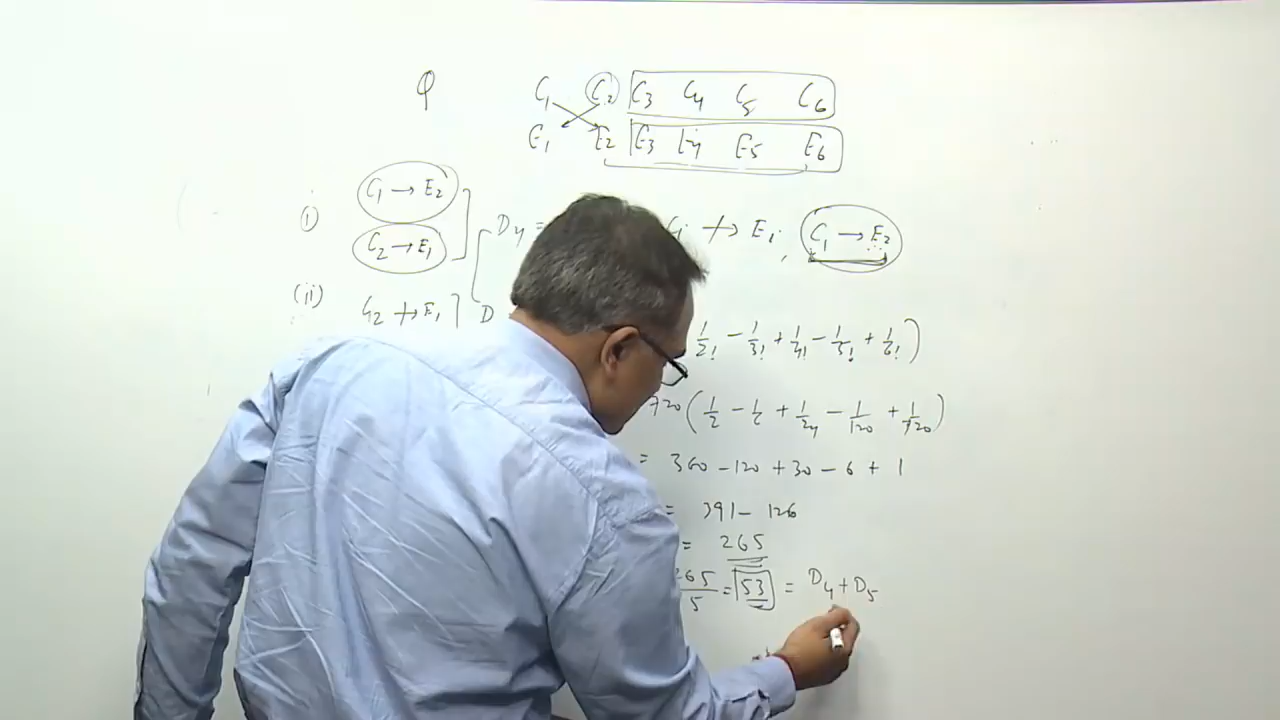 Q C₁ C₂ C₃ C₄ C₅ C₆
E₁ E₂ E₃ E₄ E₅ E₆
i) C₁ → E₂
C₂ → E₁
D₄ =
↛ E₁, C₁ → E₂
(ii) C₂ ↛ E₁ D
1/2! - 1/3! + 1/4! - 1/5! + 1/6! )
720 ( 1/2 - 1/6 + 1/24 - 1/120 + 1/720 )
= 360 - 120 + 30 - 6 + 1
= 391 - 126
= 265
265/5 = 53 = D₄ + D₅